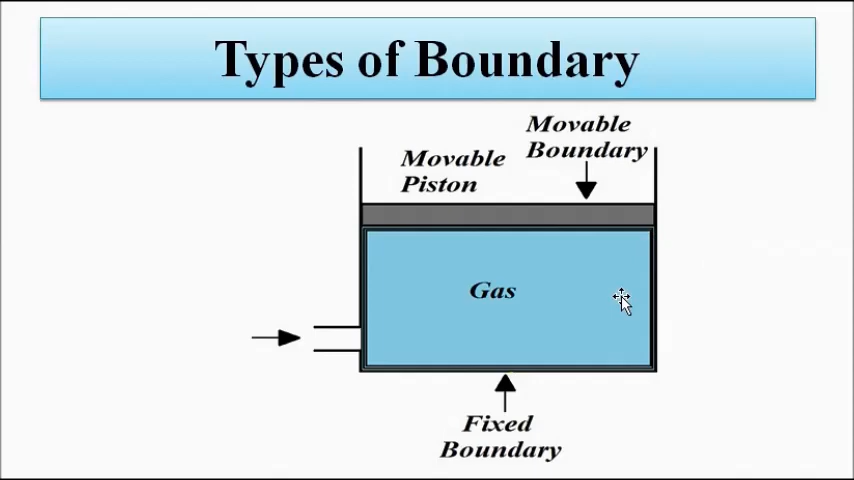 Types of Boundary
Movable
Boundary
Movable
Piston
Gas
Fixed
Boundary